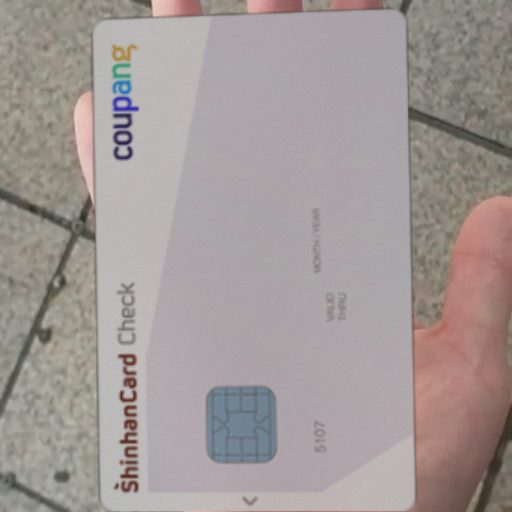 ShinhanCard Check
coupang
5107
VALID
THRU
MONTH / YEAR